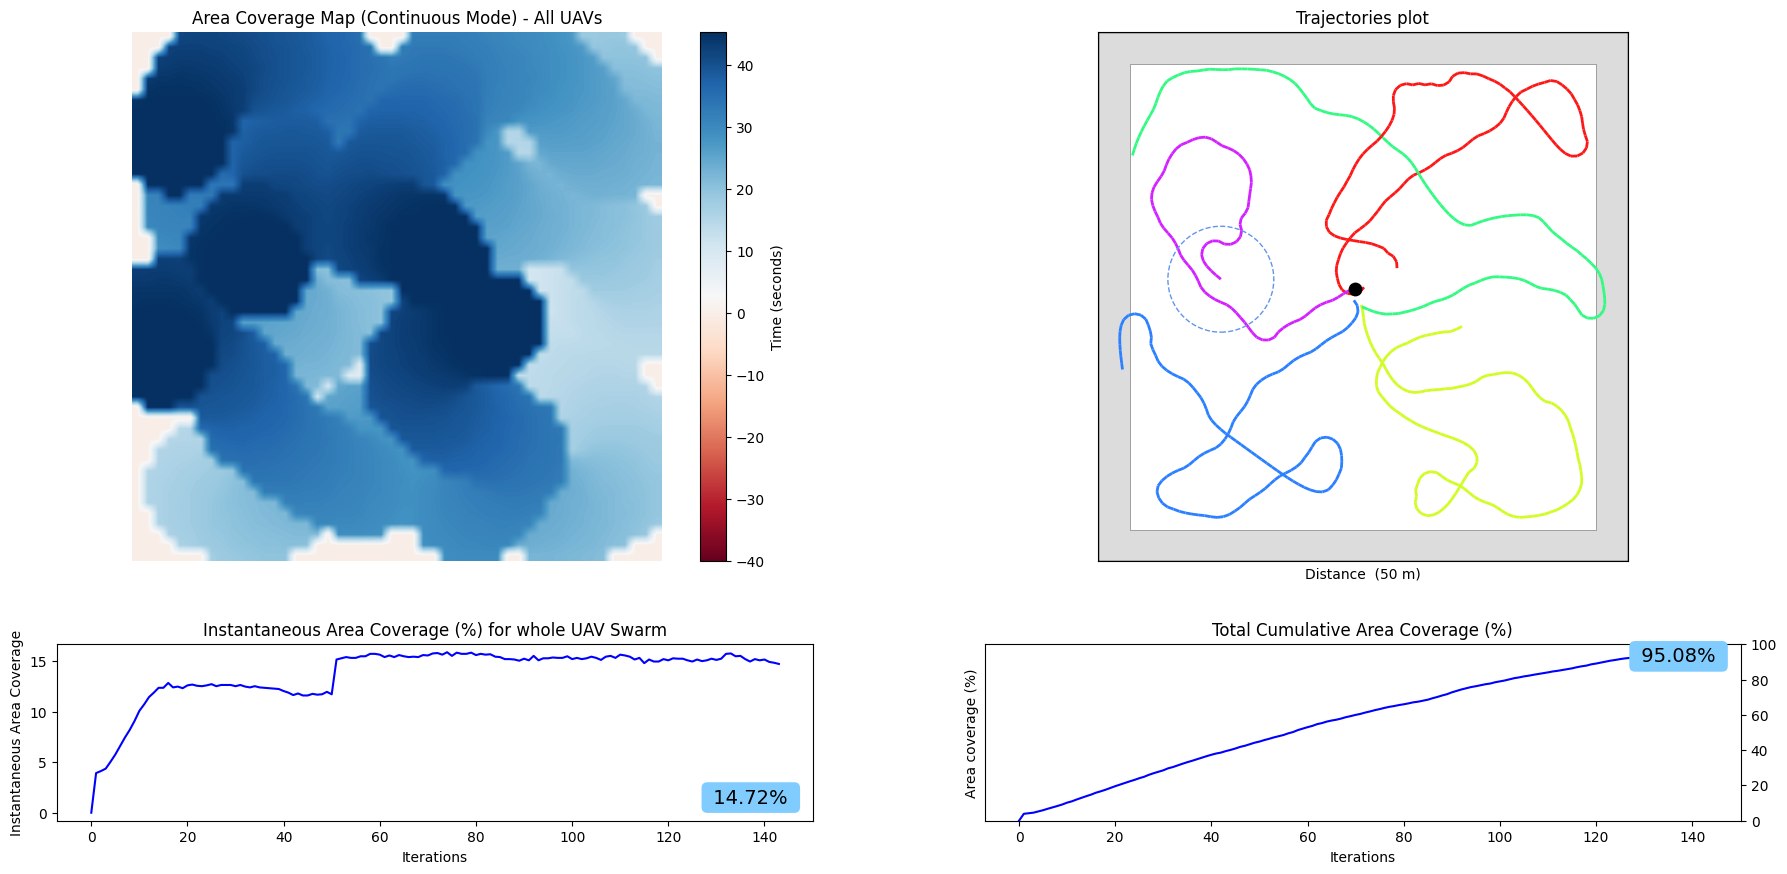 Area Coverage Map (Continuous Mode) - All UAVs
40
30
20
10
0
−10
−20
−30
−40
Time (seconds)
Trajectories plot
Distance  (50 m)
Instantaneous Area Coverage (%) for whole UAV Swarm
Instantaneous Area Coverage
15
10
5
0
14.72%
0 20 40 60 80 100 120 140
Iterations
Total Cumulative Area Coverage (%)
Area coverage (%)
95.08%
100
80
60
40
20
0
0 20 40 60 80 100 120 140
Iterations